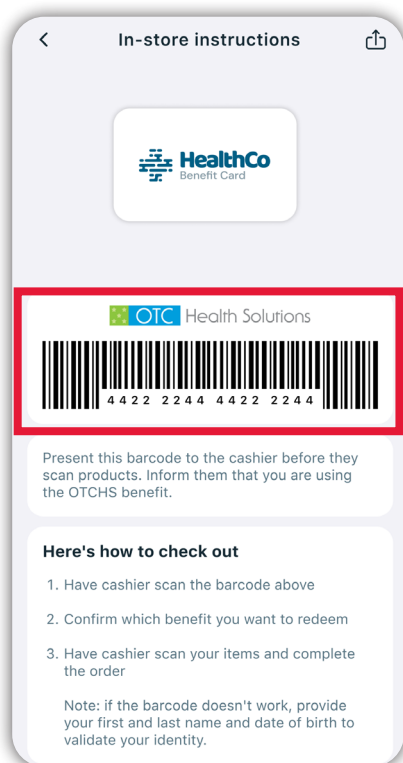 In-store instructions
HealthCo
Benefit Card
OTC Health Solutions
4422 2244 4422 2244
Present this barcode to the cashier before they
scan products. Inform them that you are using
the OTCHS benefit.
Here's how to check out
1. Have cashier scan the barcode above
2. Confirm which benefit you want to redeem
3. Have cashier scan your items and complete
the order
Note: if the barcode doesn't work, provide
your first and last name and date of birth to
validate your identity.